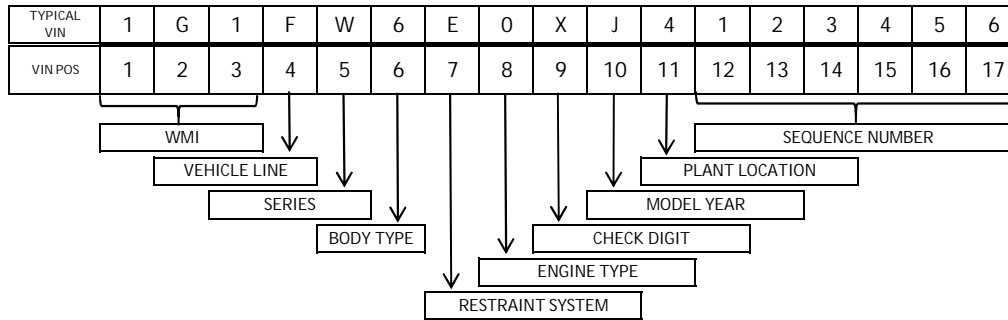 TYPICAL
VIN 1 G 1 F W 6 E 0 X J 4 1 2 3 4 5 6
VIN POS 1 2 3 4 5 6 7 8 9 10 11 12 13 14 15 16 17
WMI SEQUENCE NUMBER
VEHICLE LINE PLANT LOCATION
SERIES MODEL YEAR
BODY TYPE CHECK DIGIT
ENGINE TYPE
RESTRAINT SYSTEM